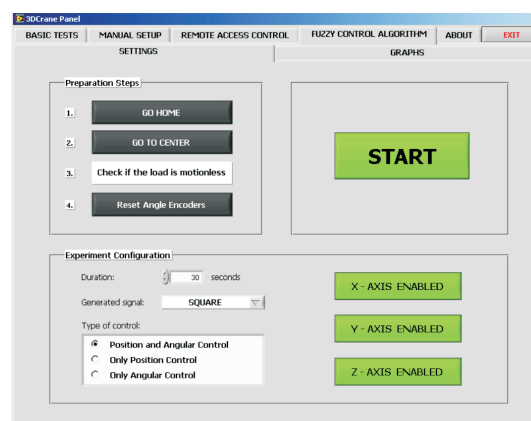 3DCrane Panel
BASIC TESTS MANUAL SETUP REMOTE ACCESS CONTROL FUZZY CONTROL ALGORITHM ABOUT EXIT
SETTINGS GRAPHS
Preparation Steps
1. GO HOME
2. GO TO CENTER
3. Check if the load is motionless
4. Reset Angle Encoders
START
Experiment Configuration
Duration: 30 seconds
Generated signal: SQUARE
Type of control:
Position and Angular Control
Only Position Control
Only Angular Control
X - AXIS ENABLED
Y - AXIS ENABLED
Z - AXIS ENABLED